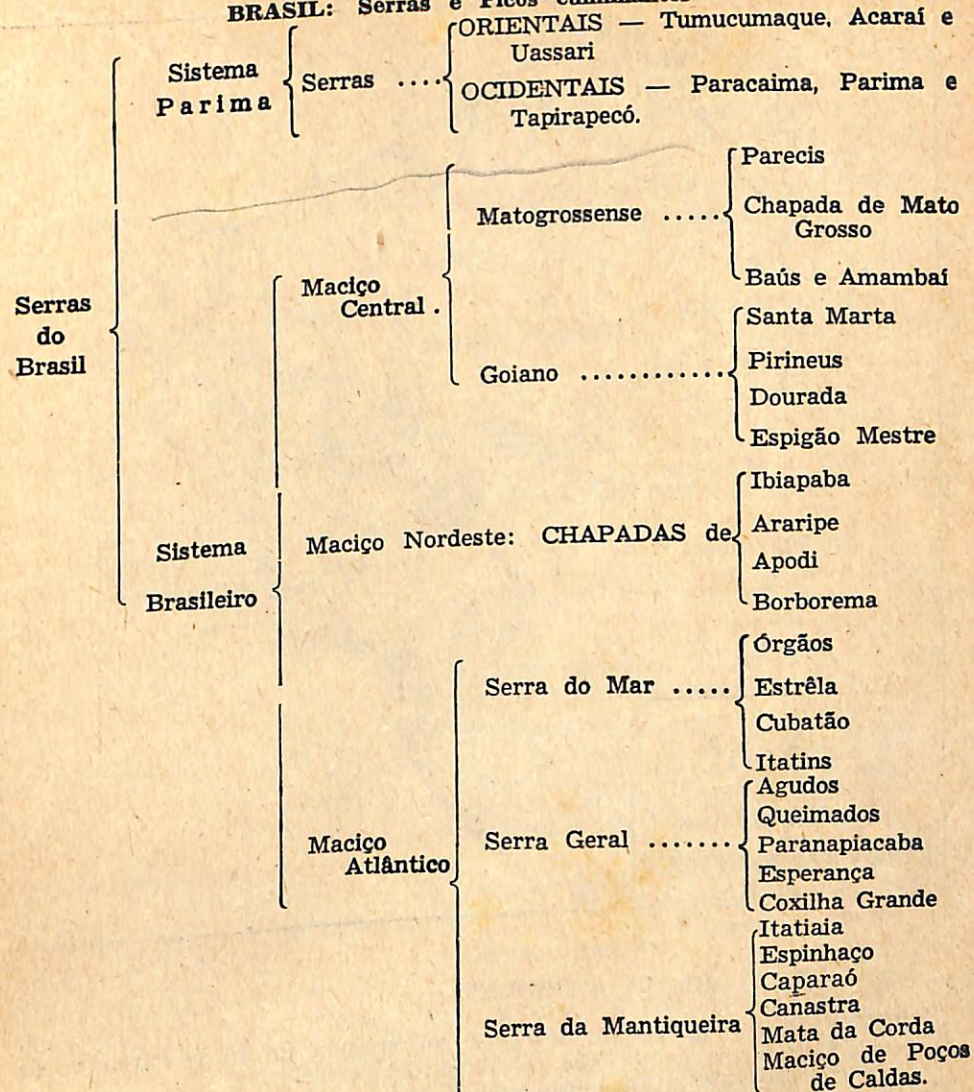 BRASIL: Serras e Picos
ORIENTAIS — Tumucumaque, Acaraí e
Uassari
Sistema
Parima
Serras ....
OCIDENTAIS — Paracaima, Parima e
Tapirapecó.
Serras
do
Brasil
Sistema
Brasileiro
Maciço
Central .
Matogrossense .....
Parecis
Chapada de Mato
Grosso
Baús e Amambaí
Goiano ............
Santa Marta
Pirineus
Dourada
Espigão Mestre
Maciço Nordeste: CHAPADAS de
Ibiapaba
Araripe
Apodi
Borborema
Maciço
Atlântico
Serra do Mar .....
Órgãos
Estrêla
Cubatão
Itatins
Serra Geral .......
Agudos
Queimados
Paranapiacaba
Esperança
Coxilha Grande
Serra da Mantiqueira
Itatiaia
Espinhaço
Caparaó
Canastra
Mata da Corda
Maciço de Poços
de Caldas.